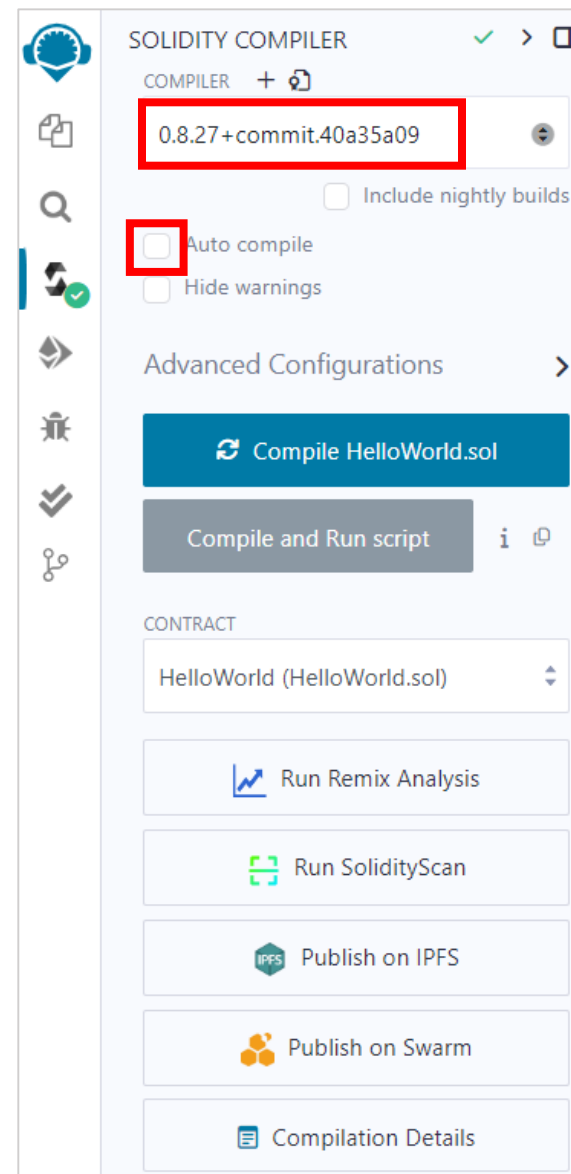 SOLIDITY COMPILER
COMPILER
0.8.27+commit.40a35a09
Include nightly builds
Auto compile
Hide warnings
Advanced Configurations
Compile HelloWorld.sol
Compile and Run script
CONTRACT
HelloWorld (HelloWorld.sol)
Run Remix Analysis
Run SolidityScan
IPFS Publish on IPFS
Publish on Swarm
Compilation Details